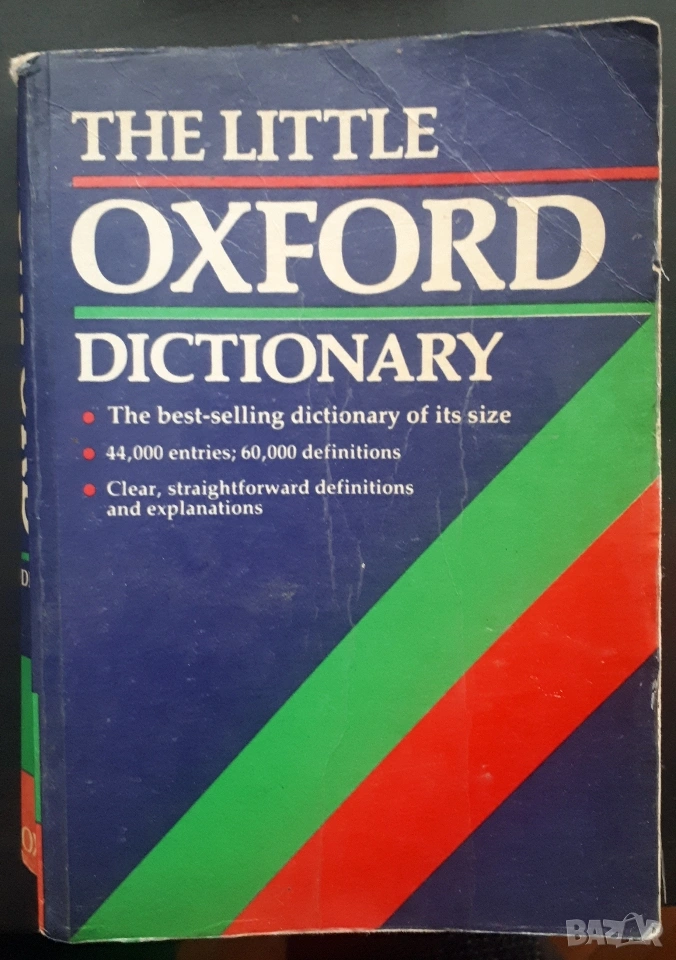 THE LITTLE
OXFORD
DICTIONARY
• The best-selling dictionary of its size
• 44,000 entries; 60,000 definitions
• Clear, straightforward definitions
and explanations
BAZAR